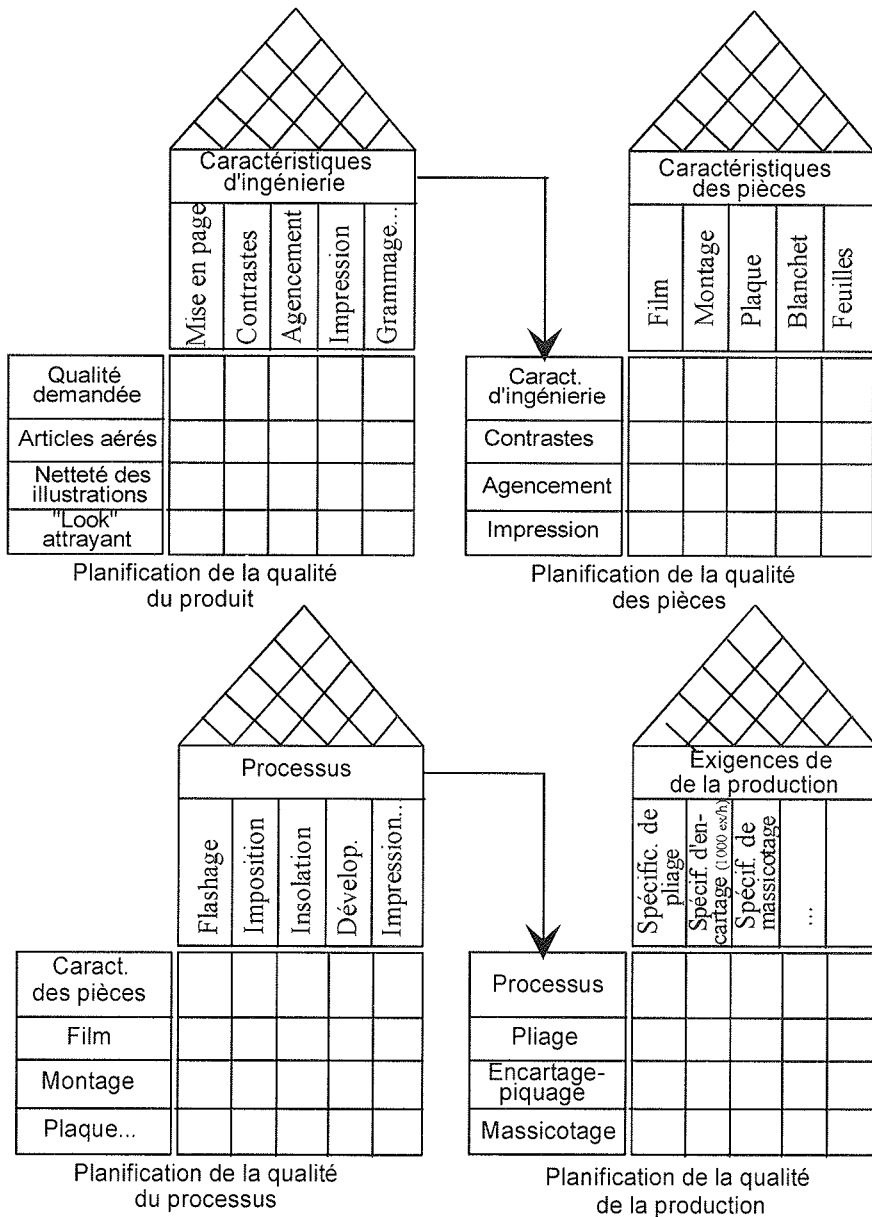 Caractéristiques
d'ingénierie
Mise en page
Contrastes
Agencement
Impression
Grammage...
Qualité
demandée
Articles aérés
Netteté des
illustrations
"Look"
attrayant
Planification de la qualité
du produit
Caractéristiques
des pièces
Film
Montage
Plaque
Blanchet
Feuilles
Caract.
d'ingénierie
Contrastes
Agencement
Impression
Planification de la qualité
des pièces
Processus
Flashage
Imposition
Insolation
Dévelop.
Impression...
Caract.
des pièces
Film
Montage
Plaque...
Planification de la qualité
du processus
Exigences de
de la production
Spécific. de
pliage
Spécif. d'en-
cartage (1000 ex/h)
Spécif. de
massicotage
...
Processus
Pliage
Encartage-
piquage
Massicotage
Planification de la qualité
de la production